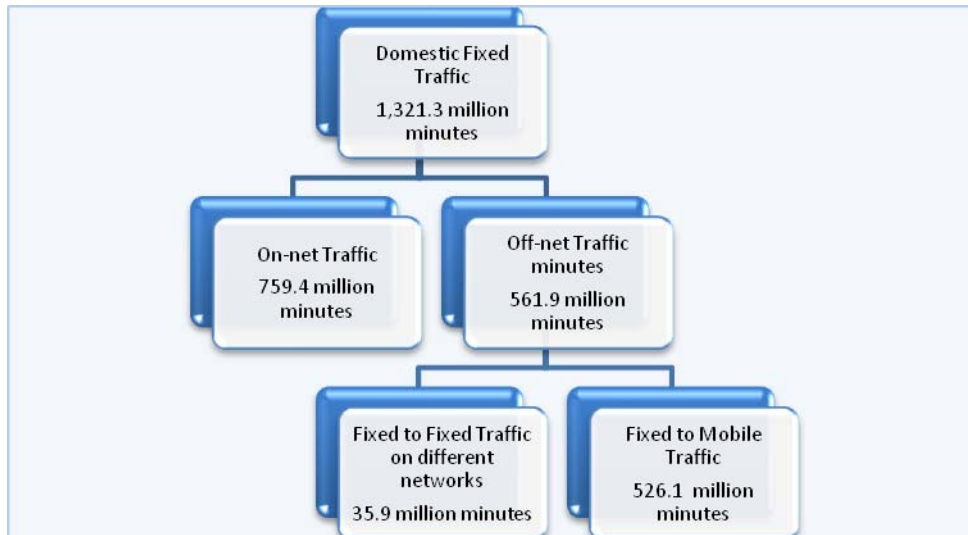 Domestic Fixed
Traffic
1,321.3 million
minutes
On-net Traffic
759.4 million
minutes
Off-net Traffic
minutes
561.9 million
minutes
Fixed to Fixed Traffic
on different
networks
35.9 million minutes
Fixed to Mobile
Traffic
526.1 million
minutes